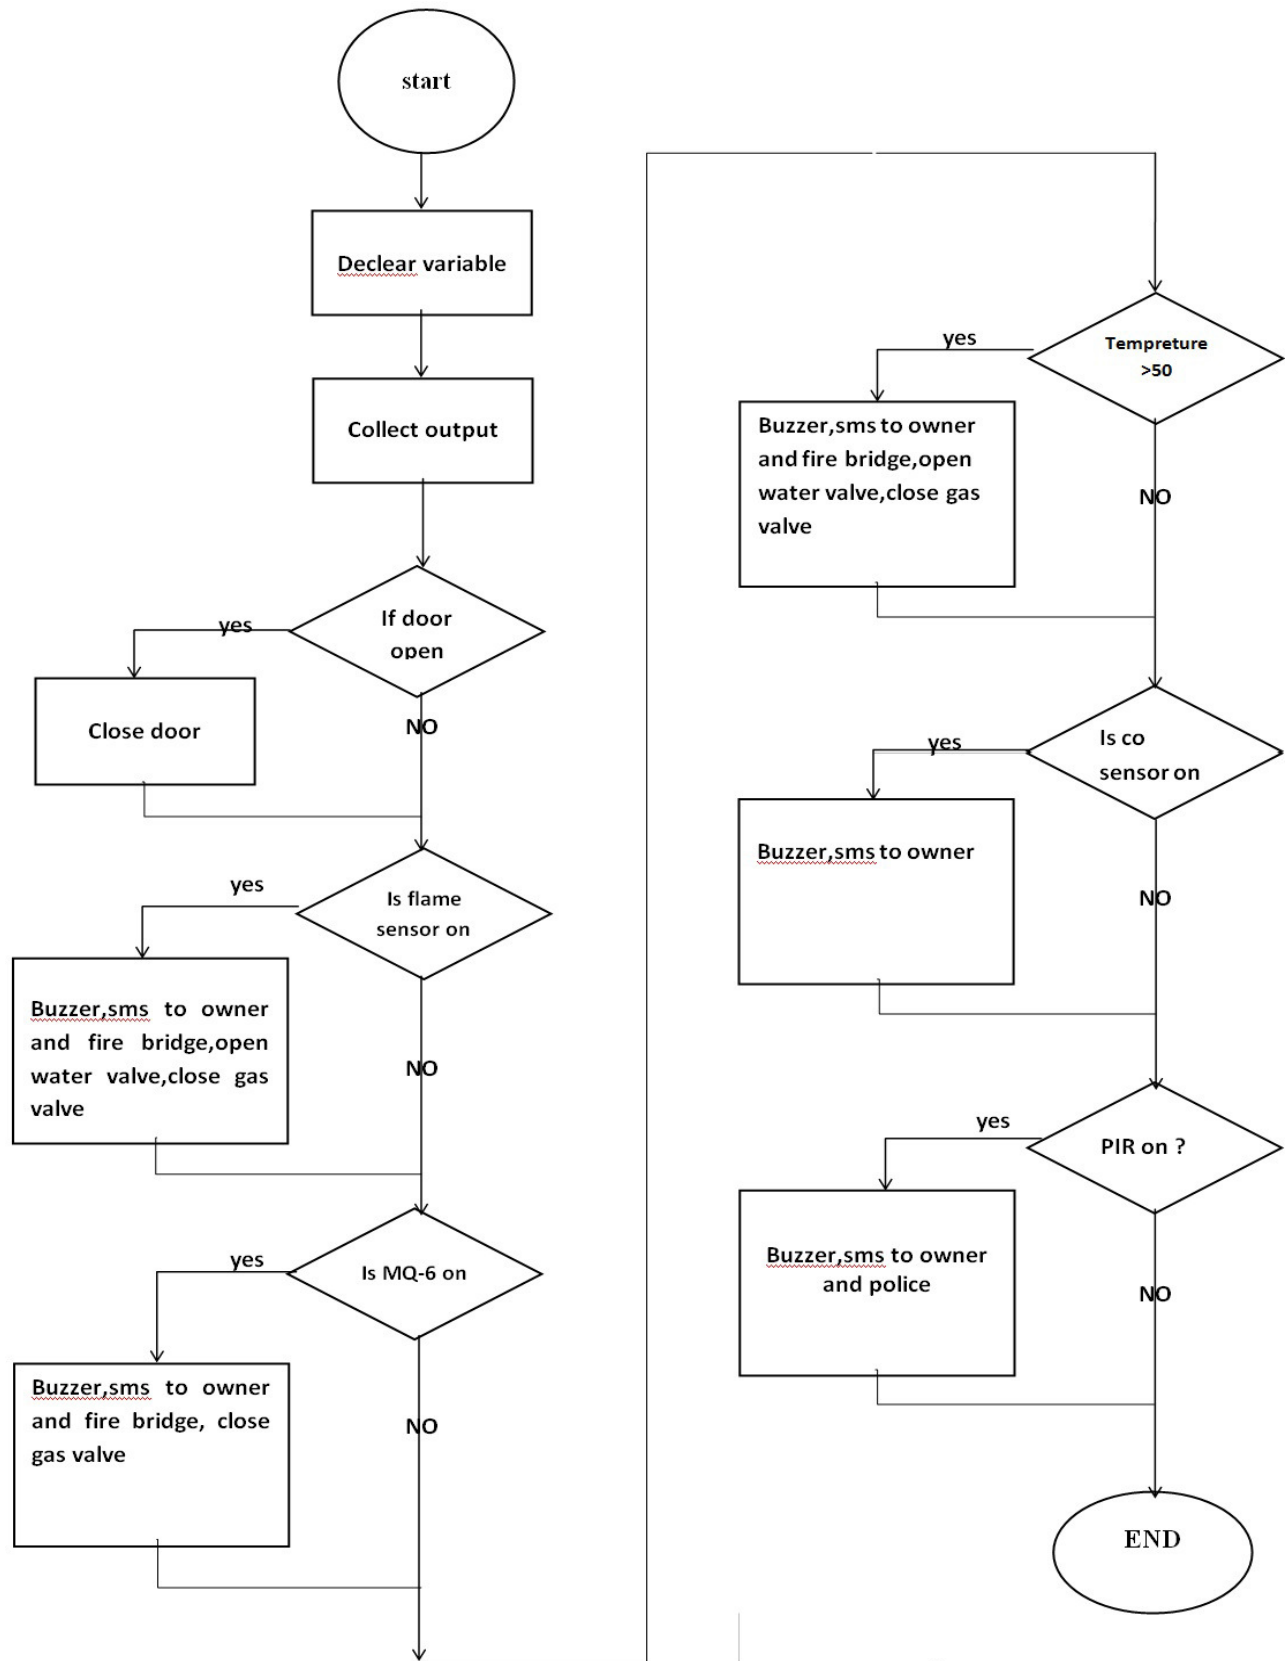 start
Declear variable
Collect output
If door
open
yes
Close door
NO
Is flame
sensor on
yes
Buzzer,sms to owner
and fire bridge,open
water valve,close gas
valve
NO
Is MQ-6 on
yes
Buzzer,sms to owner
and fire bridge, close
gas valve
NO
Tempreture
>50
yes
Buzzer,sms to owner
and fire bridge,open
water valve,close gas
valve
NO
Is co
sensor on
yes
Buzzer,sms to owner
NO
PIR on ?
yes
Buzzer,sms to owner
and police
NO
END